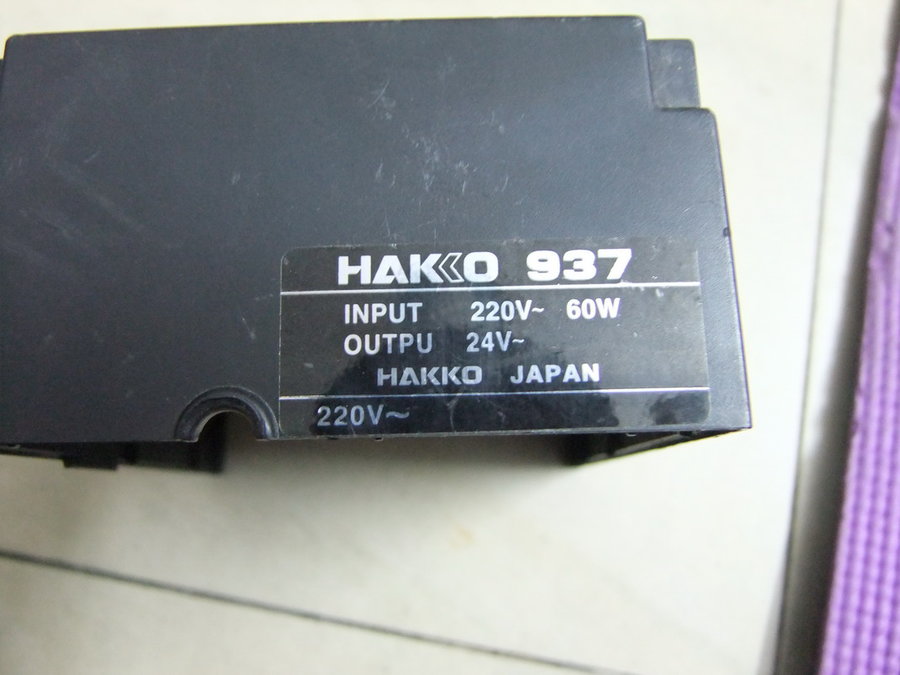 HAKKO 937
INPUT 220V~ 60W
OUTPU 24V~
HAKKO JAPAN
220V~